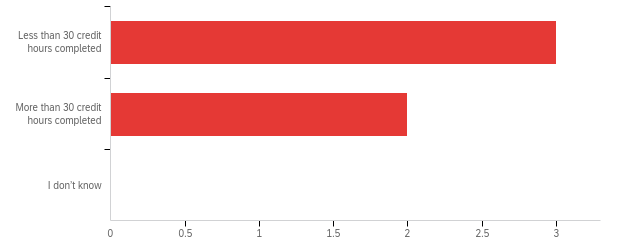 Less than 30 credit
hours completed
More than 30 credit
hours completed
I don't know
0 0.5 1 1.5 2 2.5 3